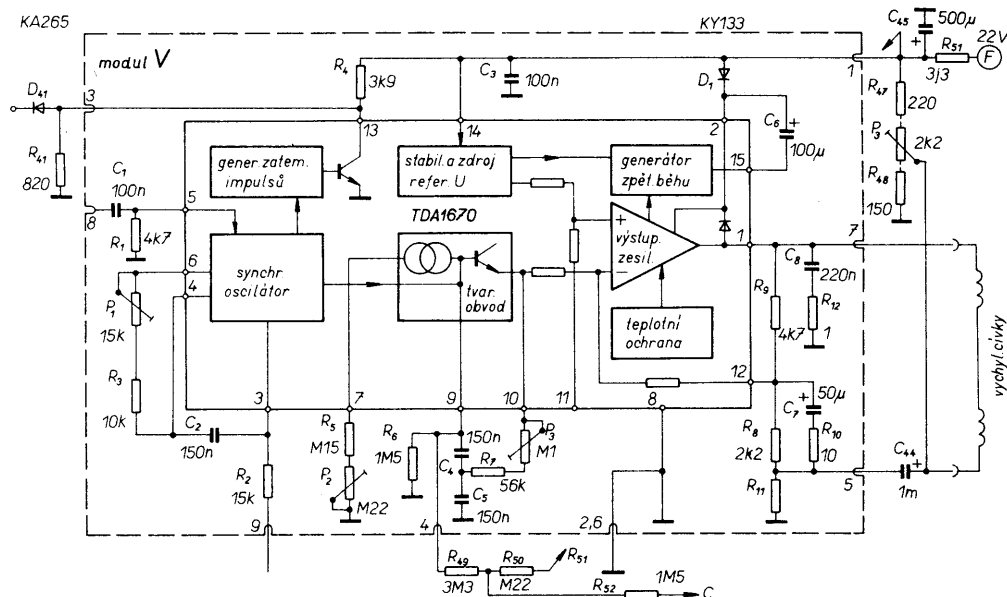 KA265
KY133
C45
500µ
+
22V
R51
F
3j3
1
modul V
R4
3k9
C3
100n
D1
R47
220
D41
3
13
14
2
C6
+
100µ
P3
2k2
R41
820
C1
100n
gener. zatem.
impulsů
stabil. a zdroj
refer. U
generátor
zpět. běhu
15
R48
150
8
5
R1
4k7
TDA1670
+
výstup.
zesil.
−
1
7
6
4
synchr.
oscilátor
tvar.
obvod
C8
220n
R9
4k7
R12
1
P1
15k
teplotní
ochrana
vychyl. cívky
R3
10k
12
3
7
9
10
11
8
50µ
C7
+
C2
150n
R5
M15
R6
1M5
150n
C4
P3
M1
R8
2k2
R10
10
R7
56k
C44
+
1m
R2
15k
P2
M22
C5
150n
R11
5
9
4
2,6
R49
3M3
R50
M22
R51
R52
1M5
C